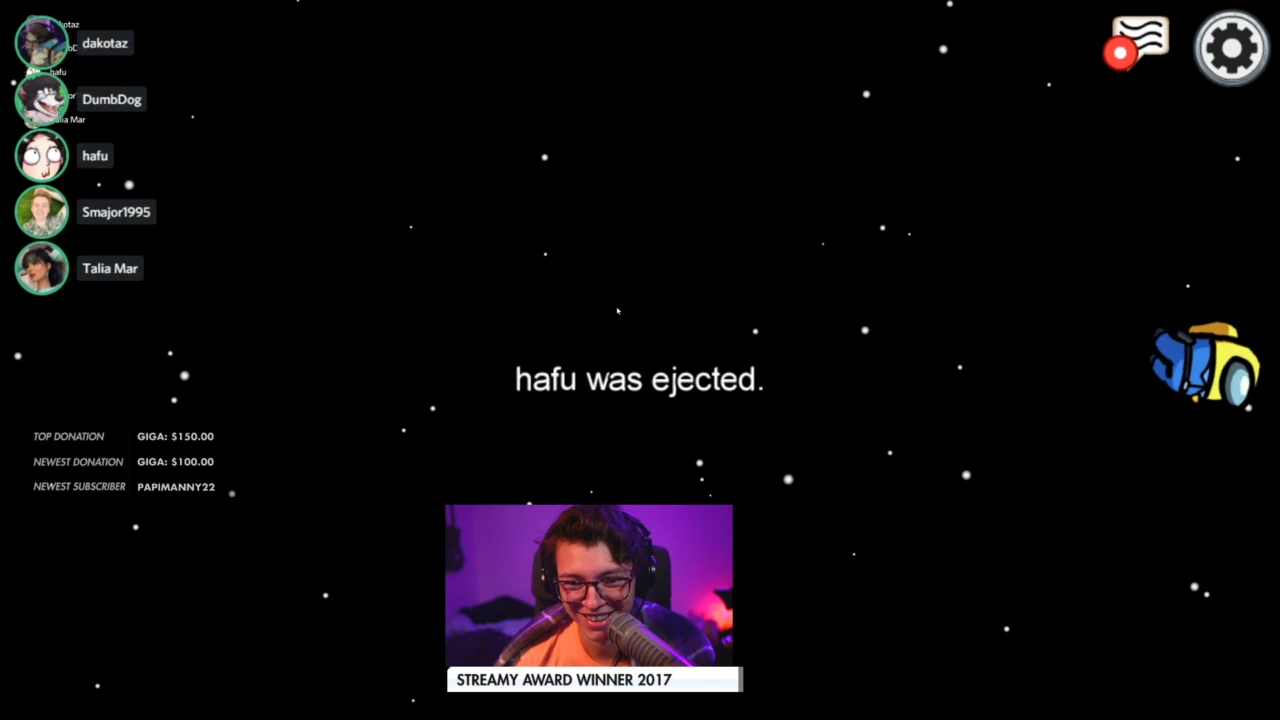 dakotaz
DumbDog
hafu
hafu
Smajor1995
Talia Mar
hafu was ejected.
TOP DONATION GIGA: $150.00
NEWEST DONATION GIGA: $100.00
NEWEST SUBSCRIBER PAPIMANNY22
STREAMY AWARD WINNER 2017